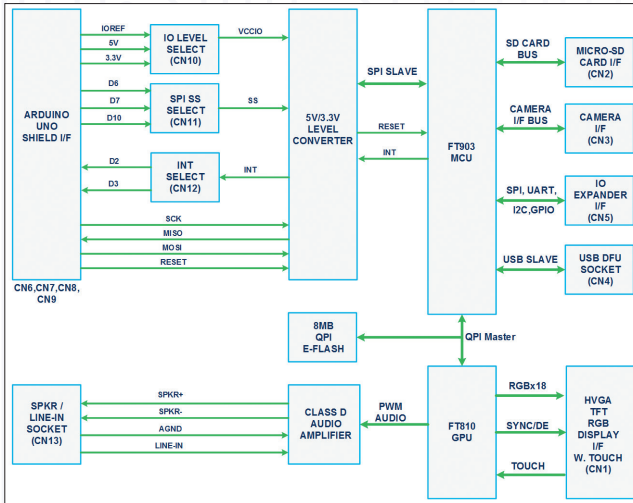 ARDUINO
UNO
SHIELD I/F
CN6,CN7,CN8,
CN9
IOREF
5V
3.3V
IO LEVEL
SELECT
(CN10)
VCCIO
D6
D7
D10
SPI SS
SELECT
(CN11)
SS
D2
D3
INT
SELECT
(CN12)
INT
SCK
MISO
MOSI
RESET
5V/3.3V
LEVEL
CONVERTER
SPI SLAVE
RESET
INT
FT903
MCU
SD CARD
BUS
MICRO-SD
CARD I/F
(CN2)
CAMERA
I/F BUS
CAMERA
I/F
(CN3)
SPI, UART,
I2C,GPIO
IO
EXPANDER
I/F
(CN5)
USB SLAVE
USB DFU
SOCKET
(CN4)
8MB
QPI
E-FLASH
QPI Master
SPKR /
LINE-IN
SOCKET
(CN13)
SPKR+
SPKR-
AGND
LINE-IN
CLASS D
AUDIO
AMPLIFIER
PWM
AUDIO
FT810
GPU
RGBx18
SYNC/DE
TOUCH
HVGA
TFT
RGB
DISPLAY
I/F
W. TOUCH
(CN1)